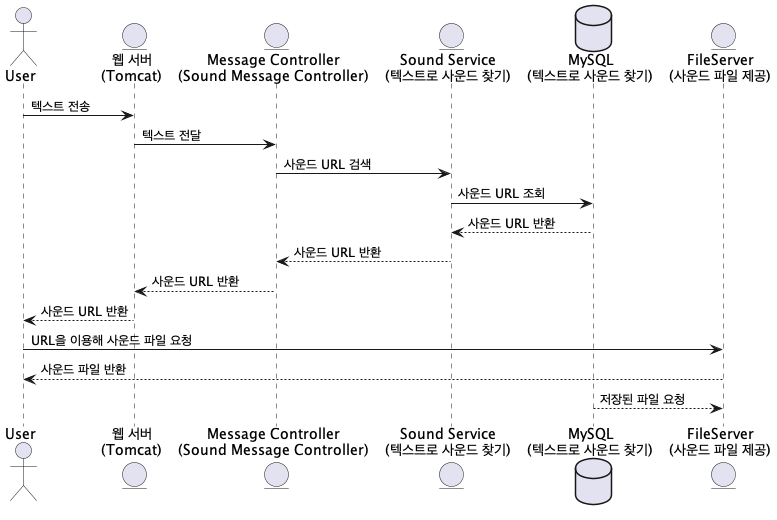 User
웹 서버
(Tomcat)
Message Controller
(Sound Message Controller)
Sound Service
(텍스트로 사운드 찾기)
MySQL
(텍스트로 사운드 찾기)
FileServer
(사운드 파일 제공)
텍스트 전송
텍스트 전달
사운드 URL 검색
사운드 URL 조회
사운드 URL 반환
사운드 URL 반환
사운드 URL 반환
사운드 URL 반환
URL을 이용해 사운드 파일 요청
사운드 파일 반환
저장된 파일 요청
User
웹 서버
(Tomcat)
Message Controller
(Sound Message Controller)
Sound Service
(텍스트로 사운드 찾기)
MySQL
(텍스트로 사운드 찾기)
FileServer
(사운드 파일 제공)